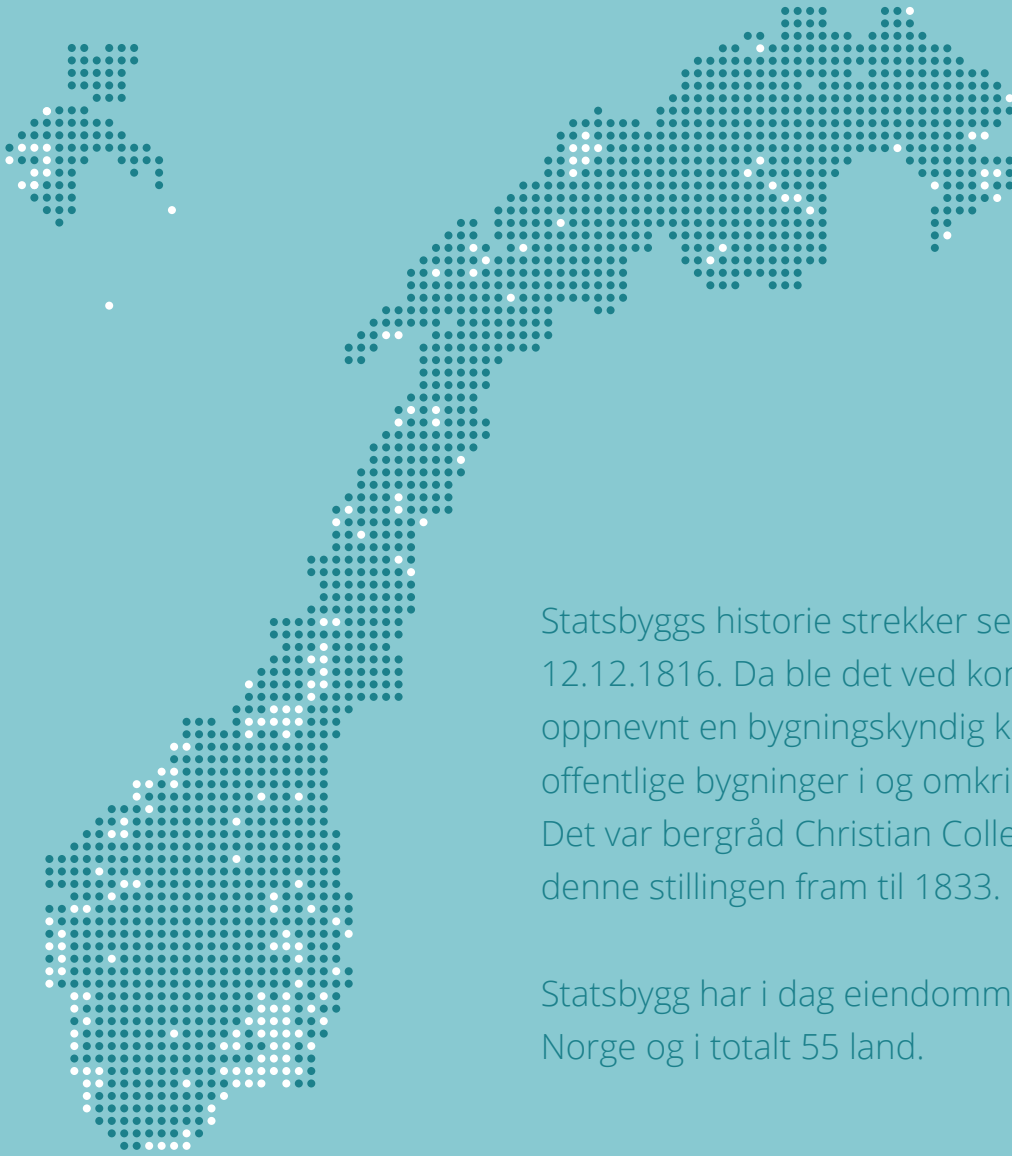 Statsbyggs historie strekker se
12.12.1816. Da ble det ved kon
oppnevnt en bygningskyndig k
offentlige bygninger i og omkri
Det var bergråd Christian Colle
denne stillingen fram til 1833.
Statsbygg har i dag eiendomm
Norge og i totalt 55 land.